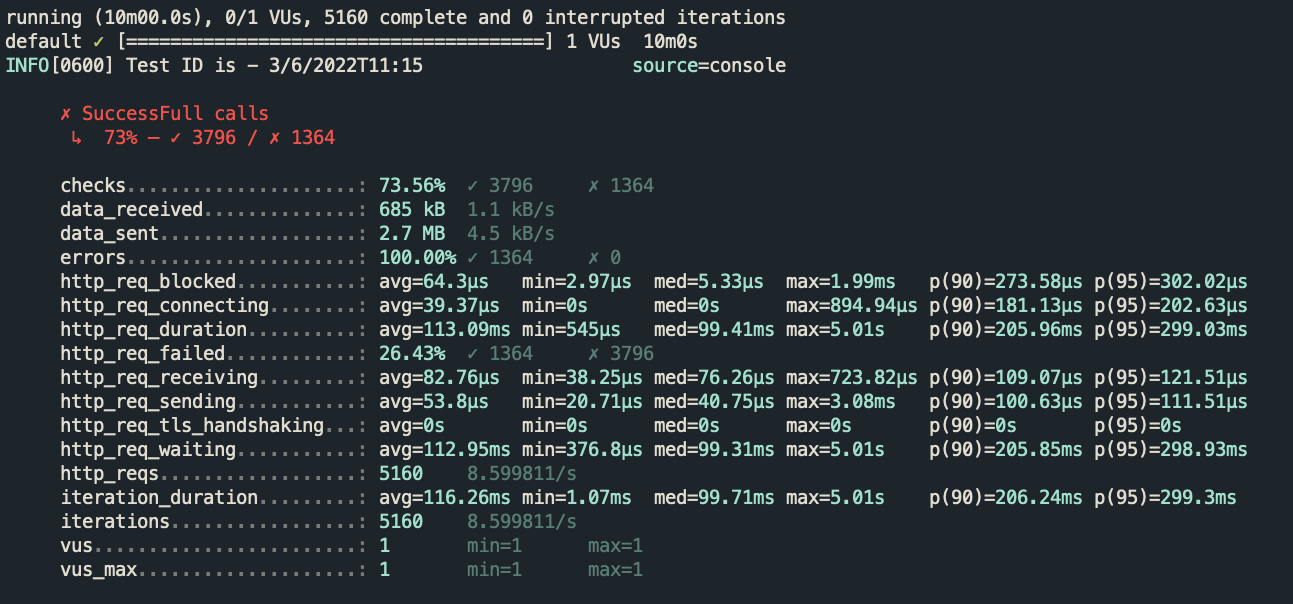 running (10m00.0s), 0/1 VUs, 5160 complete and 0 interrupted iterations
default ✓ [======================================] 1 VUs  10m0s
INFO[0600] Test ID is – 3/6/2022T11:15                   source=console

     ✗ SuccessFull calls
      ↳  73% — ✓ 3796 / ✗ 1364

     checks.....................: 73.56%  ✓ 3796     ✗ 1364
     data_received..............: 685 kB  1.1 kB/s
     data_sent..................: 2.7 MB  4.5 kB/s
     errors.....................: 100.00% ✓ 1364     ✗ 0
     http_req_blocked...........: avg=64.3µs   min=2.97µs  med=5.33µs  max=1.99ms   p(90)=273.58µs p(95)=302.02µs
     http_req_connecting........: avg=39.37µs  min=0s      med=0s      max=894.94µs p(90)=181.13µs p(95)=202.63µs
     http_req_duration..........: avg=113.09ms min=545µs   med=99.41ms max=5.01s    p(90)=205.96ms p(95)=299.03ms
     http_req_failed............: 26.43%  ✓ 1364     ✗ 3796
     http_req_receiving.........: avg=82.76µs  min=38.25µs med=76.26µs max=723.82µs p(90)=109.07µs p(95)=121.51µs
     http_req_sending...........: avg=53.8µs   min=20.71µs med=40.75µs max=3.08ms   p(90)=100.63µs p(95)=111.51µs
     http_req_tls_handshaking...: avg=0s       min=0s      med=0s      max=0s       p(90)=0s       p(95)=0s
     http_req_waiting...........: avg=112.95ms min=376.8µs med=99.31ms max=5.01s    p(90)=205.85ms p(95)=298.93ms
     http_reqs..................: 5160    8.599811/s
     iteration_duration.........: avg=116.26ms min=1.07ms  med=99.71ms max=5.01s    p(90)=206.24ms p(95)=299.3ms
     iterations.................: 5160    8.599811/s
     vus........................: 1       min=1      max=1
     vus_max....................: 1       min=1      max=1